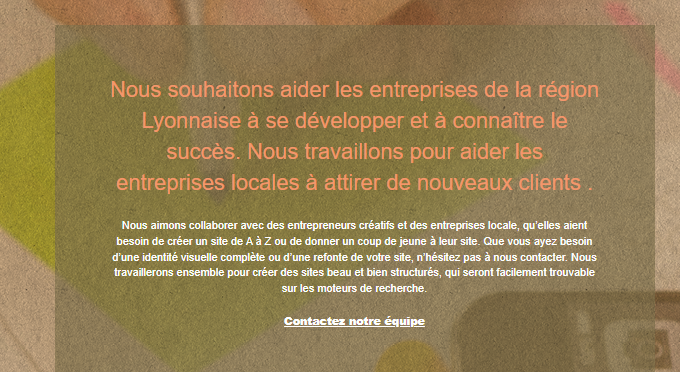 Nous souhaitons aider les entreprises de la région
Lyonnaise à se développer et à connaître le
succès. Nous travaillons pour aider les
entreprises locales à attirer de nouveaux clients .
Nous aimons collaborer avec des entrepreneurs créatifs et des entreprises locale, qu'elles aient
besoin de créer un site de A à Z ou de donner un coup de jeune à leur site. Que vous ayez besoin
d'une identité visuelle complète ou d'une refonte de votre site, n'hésitez pas à nous contacter. Nous
travaillerons ensemble pour créer des sites beau et bien structurés, qui seront facilement trouvable
sur les moteurs de recherche.
Contactez notre équipe